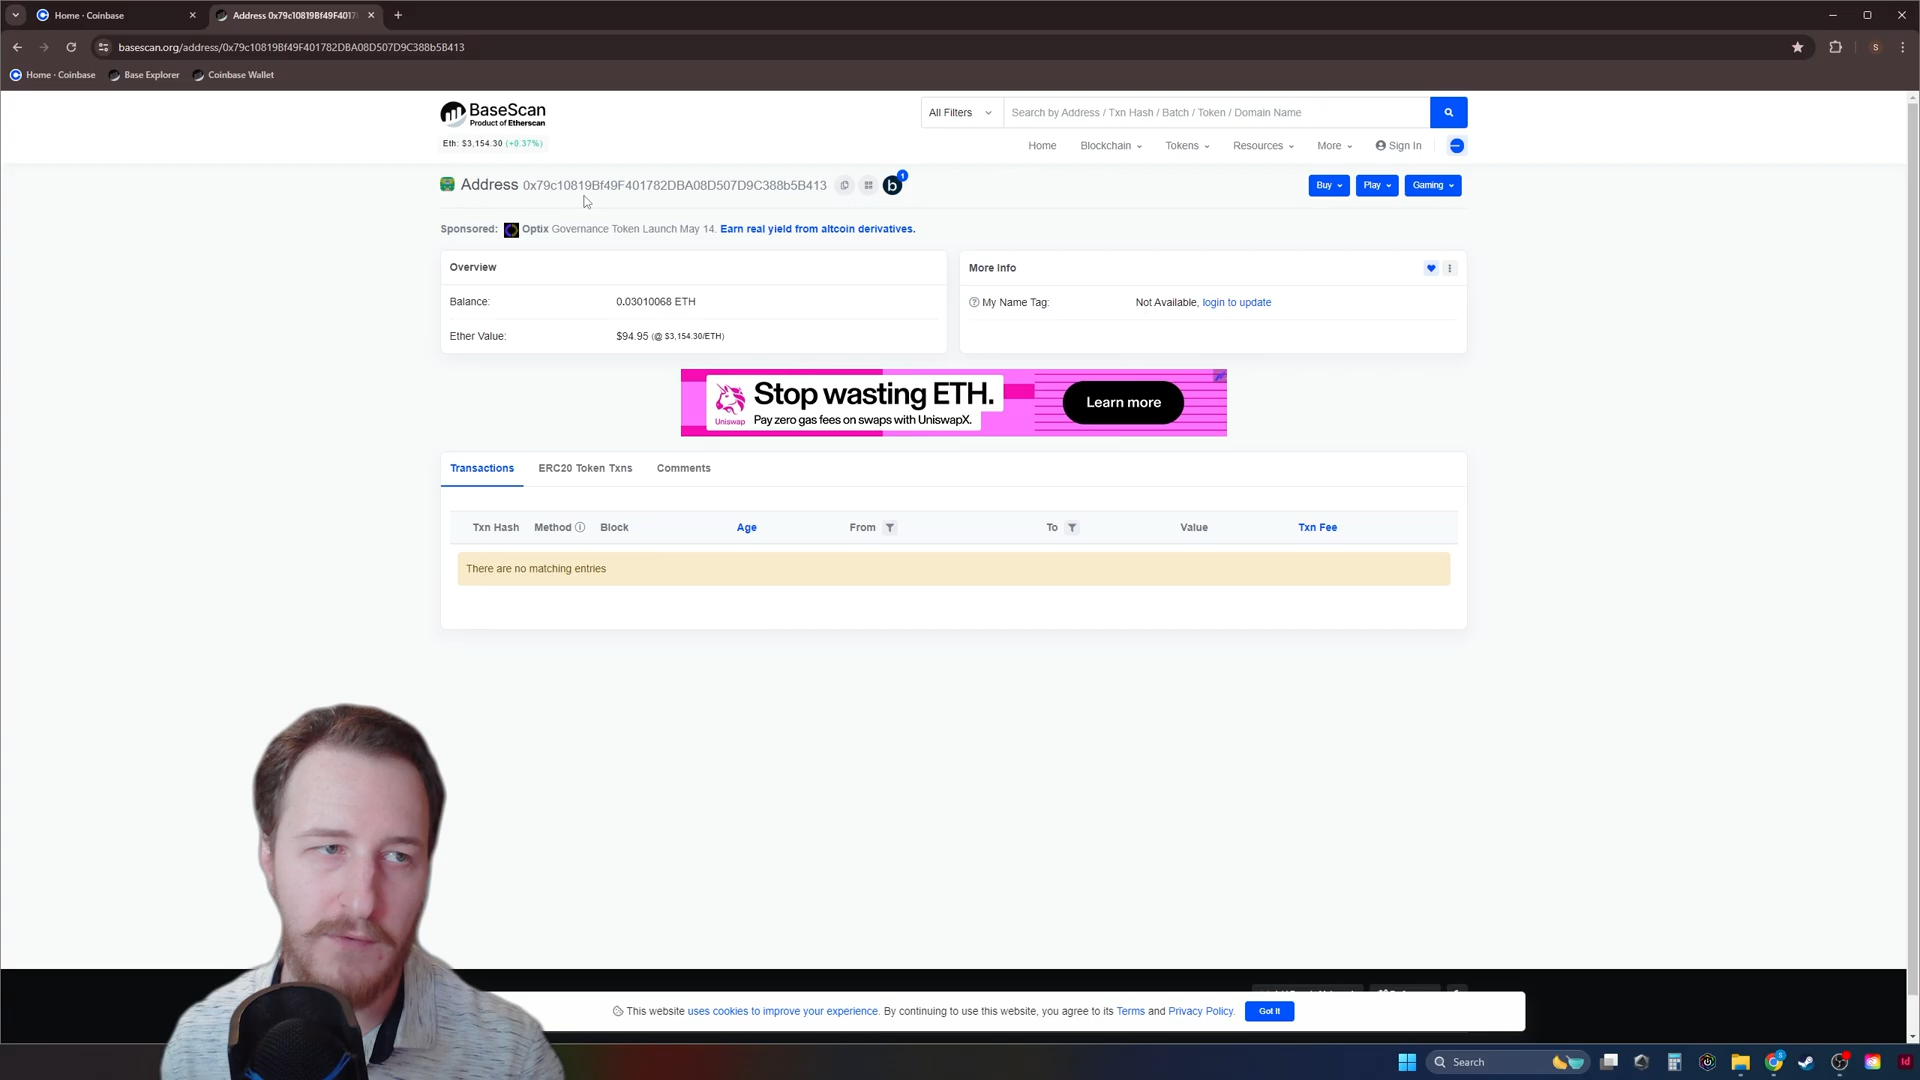 Home · Coinbase
Address 0x79c10819Bf49F4017
basescan.org/address/0x79c10819Bf49F401782DBA08D507D9C388b5B413
S
Home · Coinbase
Base Explorer
Coinbase Wallet
BaseScan
Product of Etherscan
All Filters
Search by Address / Txn Hash / Batch / Token / Domain Name
Eth: $3,154.30 (+0.37%)
Home
Blockchain
Tokens
Resources
More
Sign In
Address 0x79c10819Bf49F401782DBA08D507D9C388b5B413
b
1
Buy
Play
Gaming
Sponsored: Optix Governance Token Launch May 14. Earn real yield from altcoin derivatives.
Overview
Balance: 0.03010068 ETH
Ether Value: $94.95 (@ $3,154.30/ETH)
More Info
My Name Tag: Not Available, login to update
Uniswap
Stop wasting ETH.
Pay zero gas fees on swaps with UniswapX.
Learn more
Transactions
ERC20 Token Txns
Comments
Txn Hash Method Block Age From To Value Txn Fee
There are no matching entries
This website uses cookies to improve your experience. By continuing to use this website, you agree to its Terms and Privacy Policy.
Got It
Search
Id